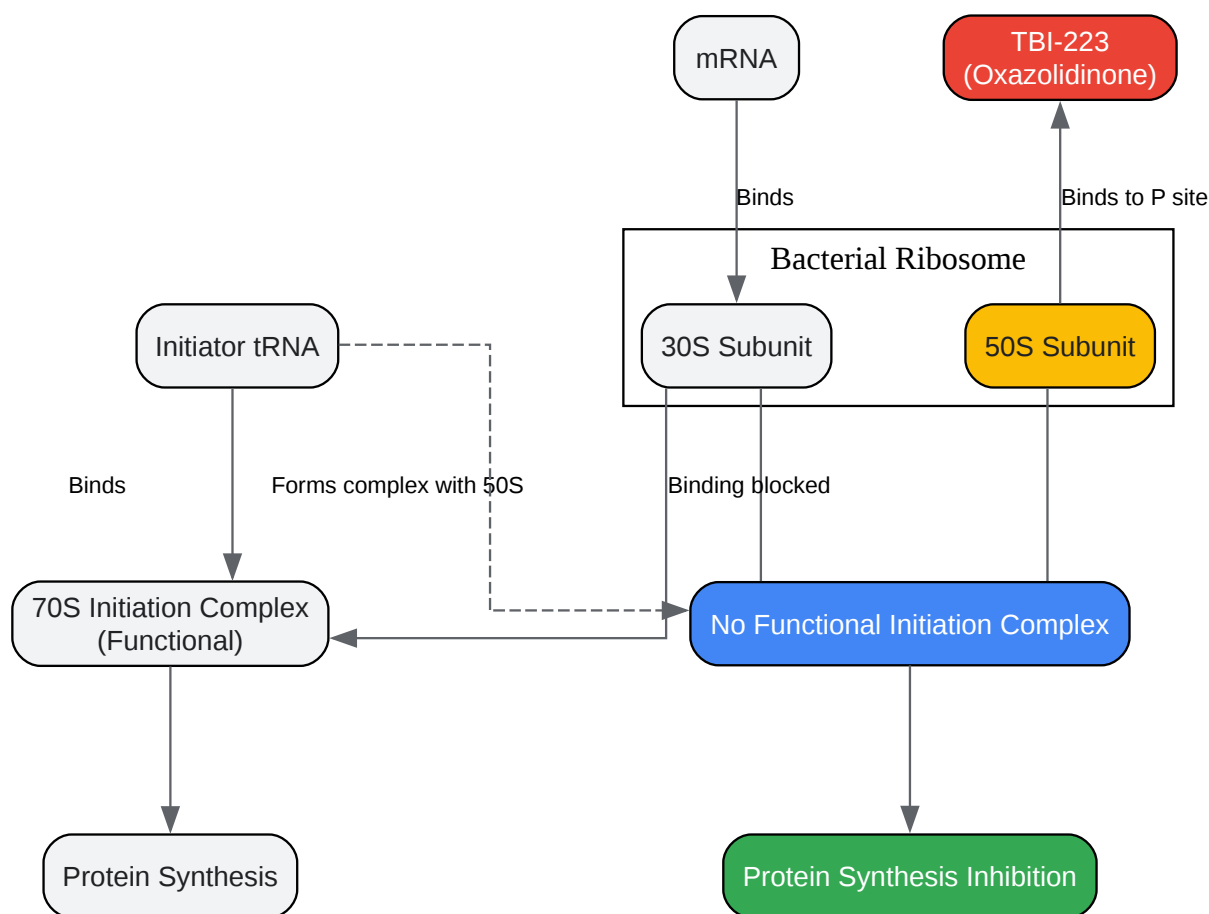 mRNA
TBI-223
(Oxazolidinone)
Binds
Binds to P site
Bacterial Ribosome
Initiator tRNA
30S Subunit
50S Subunit
Binds
Forms complex with 50S
Binding blocked
70S Initiation Complex
(Functional)
No Functional Initiation Complex
Protein Synthesis
Protein Synthesis Inhibition